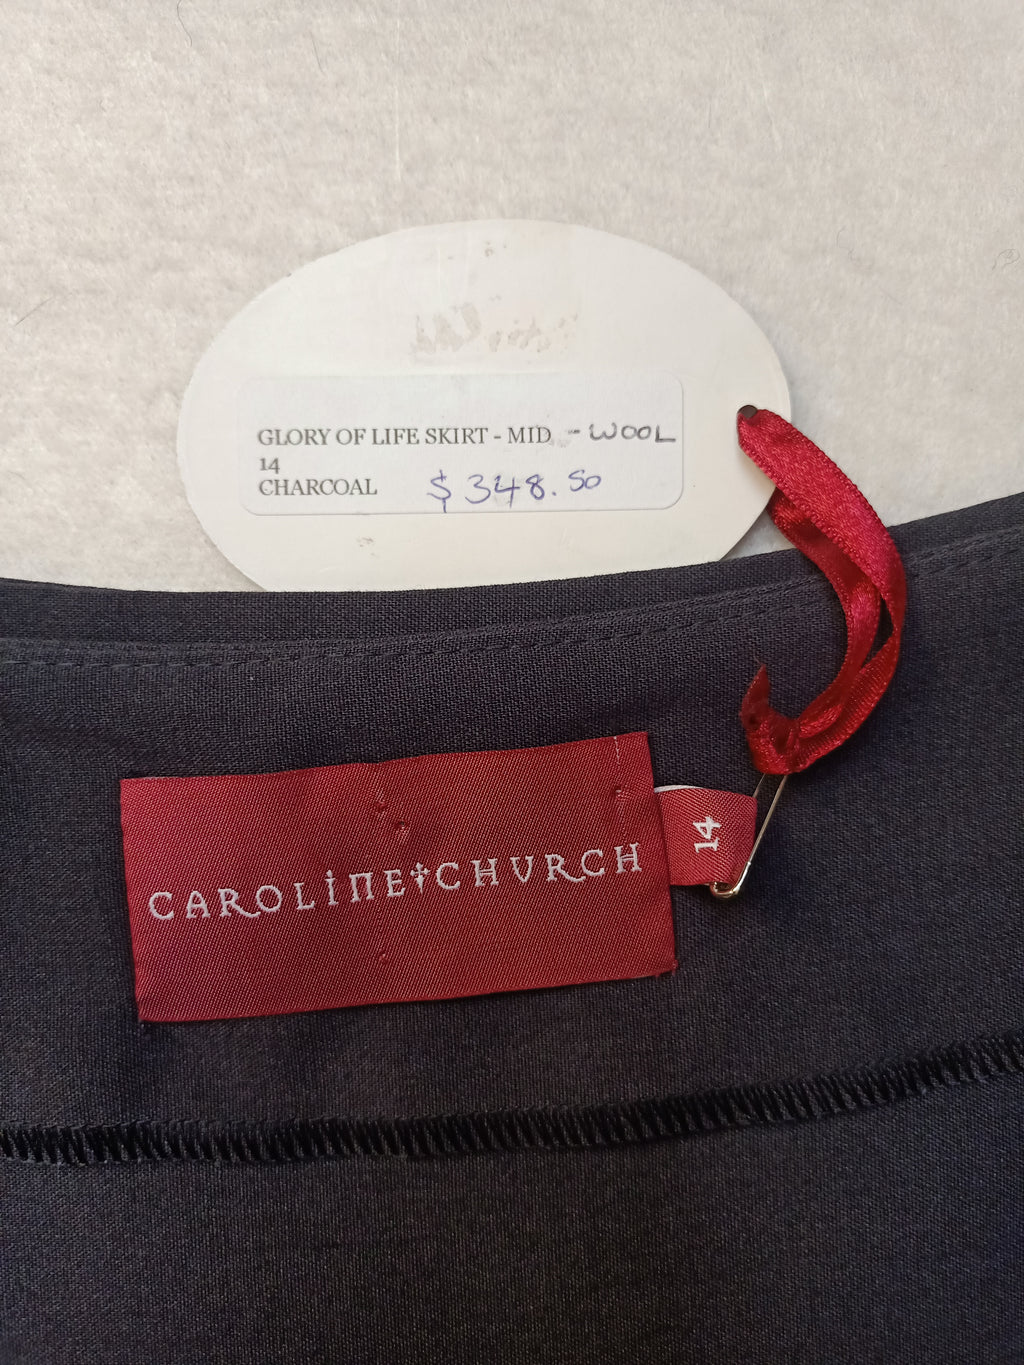 GLORY OF LIFE SKIRT - MID - WOOL
14
CHARCOAL $348.50
CAROLINE†CHURCH
14